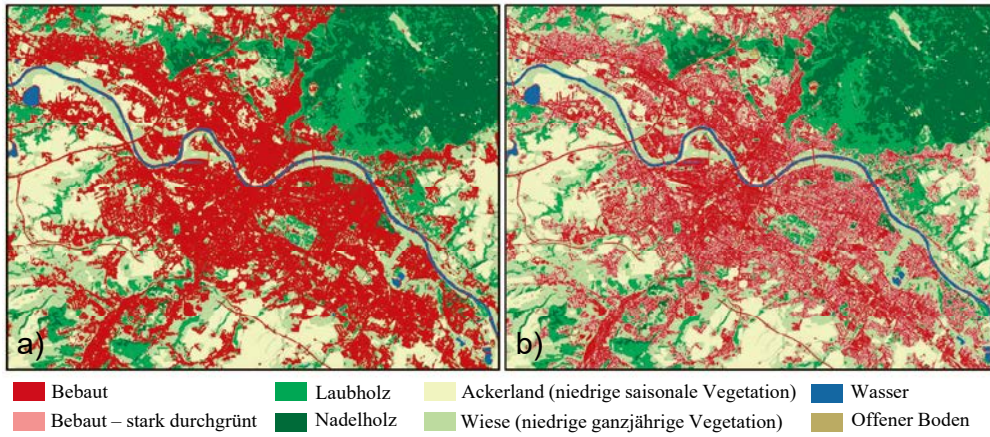 a)
b)
Bebaut
Laubholz
Ackerland (niedrige saisonale Vegetation)
Wasser
Bebaut – stark durchgrünt
Nadelholz
Wiese (niedrige ganzjährige Vegetation)
Offener Boden